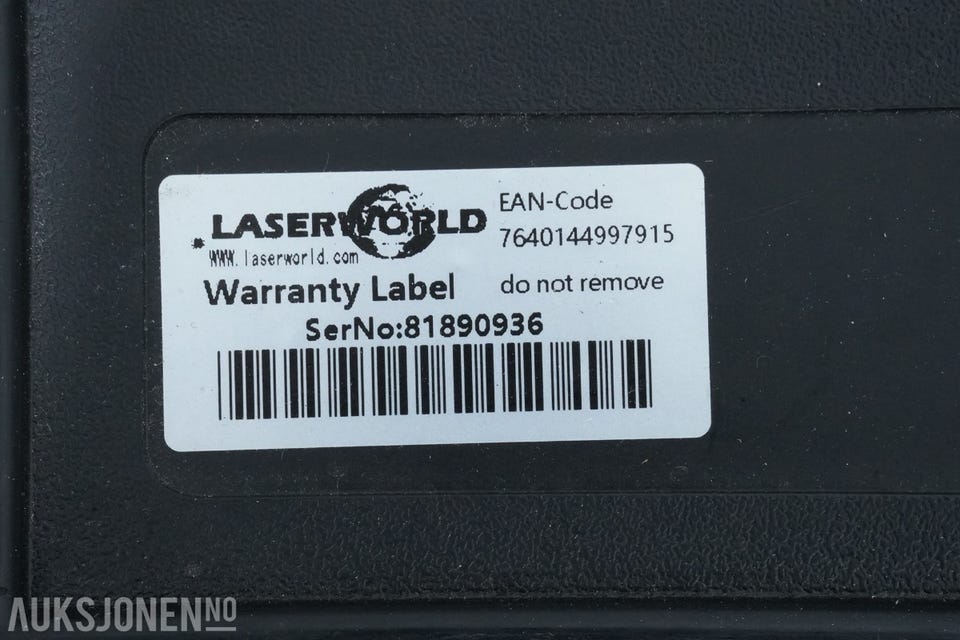 LASERWORLD
WWW.laserworld.com
EAN-Code
7640144997915
Warranty Label
do not remove
SerNo:81890936
AUKSJONEN.NO